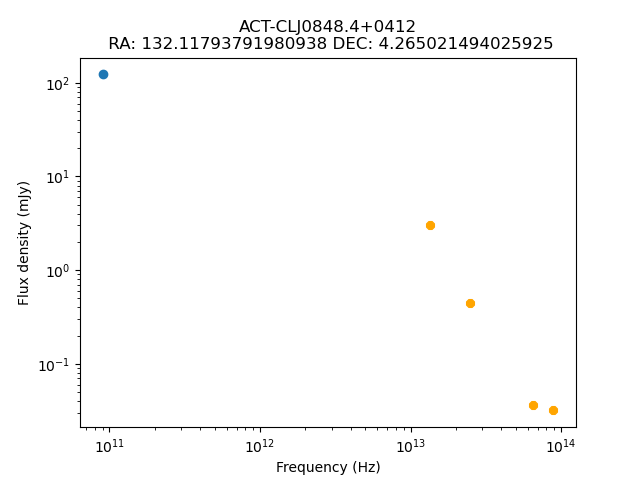 ACT-CLJ0848.4+0412
RA: 132.11793791980938 DEC: 4.265021494025925
Flux density (mJy)
10²
10¹
10⁰
10⁻¹
10¹¹
10¹²
10¹³
10¹⁴
Frequency (Hz)